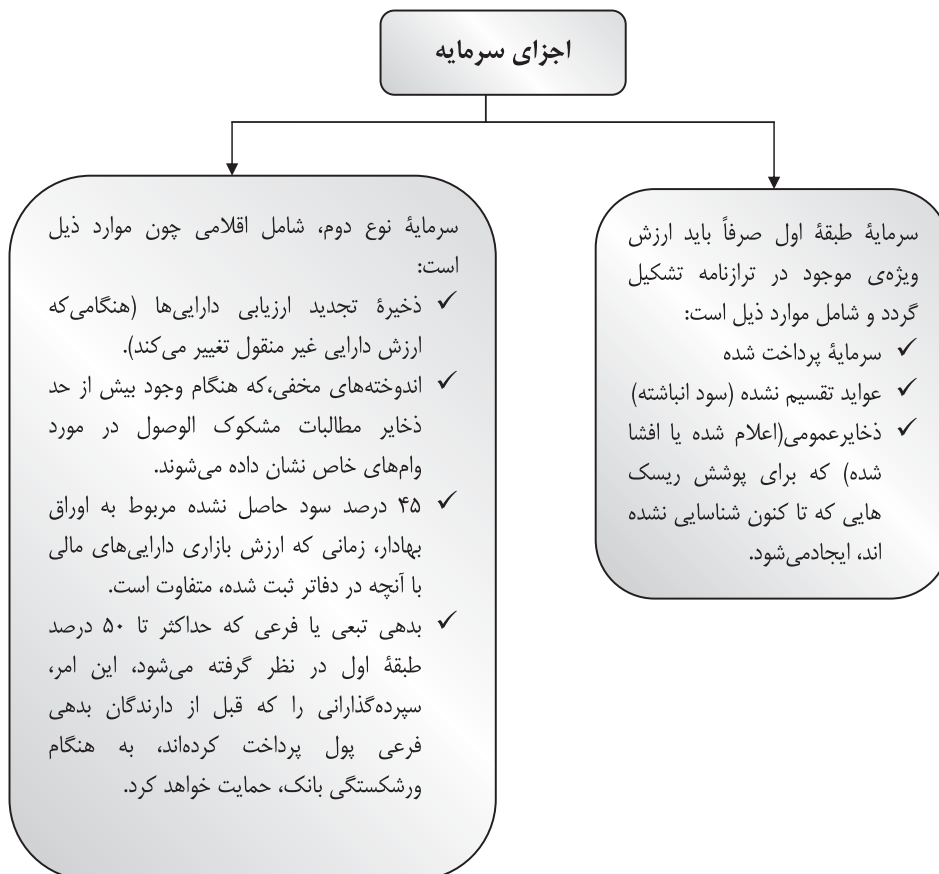 اجزای سرمایه
سرمایهٔ طبقهٔ اول صرفاً باید ارزش
ویژه‌ی موجود در ترازنامه تشکیل
گردد و شامل موارد ذیل است:
✓ سرمایهٔ پرداخت شده
✓ عواید تقسیم نشده (سود انباشته)
✓ ذخایرعمومی(اعلام شده یا افشا
شده) که برای پوشش ریسک
هایی که تا کنون شناسایی نشده
اند، ایجادمی‌شود.
سرمایهٔ نوع دوم، شامل اقلامی چون موارد ذیل
است:
✓ ذخیرهٔ تجدید ارزیابی دارایی‌ها (هنگامی‌که
ارزش دارایی غیر منقول تغییر می‌کند).
✓ اندوخته‌های مخفی،که هنگام وجود بیش از حد
ذخایر مطالبات مشکوک الوصول در مورد
وام‌های خاص نشان داده می‌شوند.
✓ ۴۵ درصد سود حاصل نشده مربوط به اوراق
بهادار، زمانی که ارزش بازاری دارایی‌های مالی
با آنچه در دفاتر ثبت شده، متفاوت است.
✓ بدهی تبعی یا فرعی که حداکثر تا ۵۰ درصد
طبقهٔ اول در نظر گرفته می‌شود، این امر،
سپرده‌گذارانی را که قبل از دارندگان بدهی
فرعی پول پرداخت کرده‌اند، به هنگام
ورشکستگی بانک، حمایت خواهد کرد.